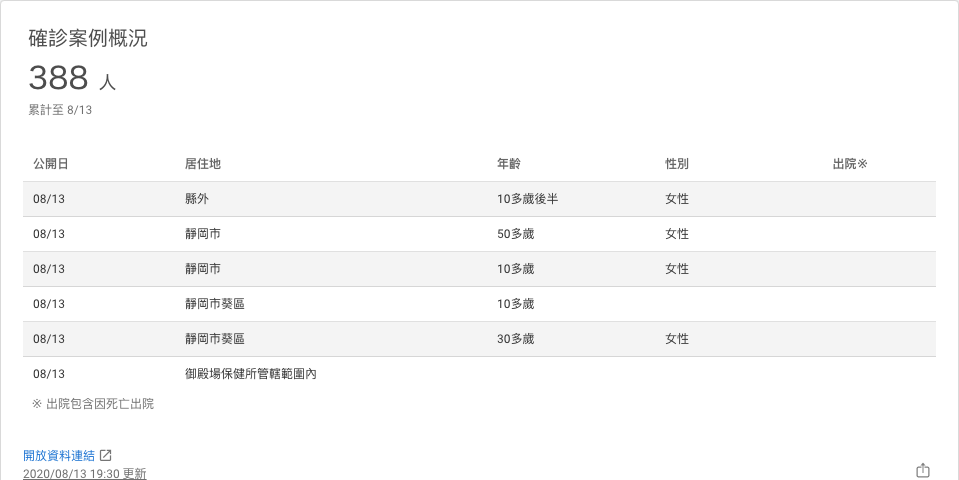 確診案例概況
388 人
累計至 8/13
公開日 居住地 年齡 性別 出院※
08/13 縣外 10多歲後半 女性
08/13 靜岡市 50多歲 女性
08/13 靜岡市 10多歲 女性
08/13 靜岡市葵區 10多歲
08/13 靜岡市葵區 30多歲 女性
08/13 御殿場保健所管轄範圍內
※ 出院包含因死亡出院
開放資料連結
2020/08/13 19:30 更新